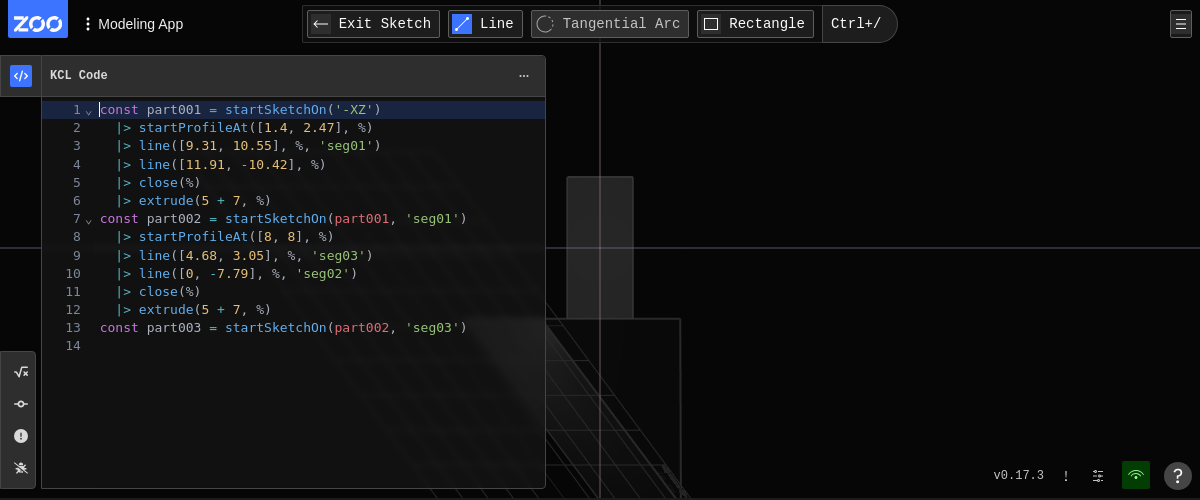 ZOO
Modeling App
Exit Sketch
Line
Tangential Arc
Rectangle
Ctrl+/
KCL Code
1 const part001 = startSketchOn('-XZ')
2 |> startProfileAt([1.4, 2.47], %)
3 |> line([9.31, 10.55], %, 'seg01')
4 |> line([11.91, -10.42], %)
5 |> close(%)
6 |> extrude(5 + 7, %)
7 const part002 = startSketchOn(part001, 'seg01')
8 |> startProfileAt([8, 8], %)
9 |> line([4.68, 3.05], %, 'seg03')
10 |> line([0, -7.79], %, 'seg02')
11 |> close(%)
12 |> extrude(5 + 7, %)
13 const part003 = startSketchOn(part002, 'seg03')
14
v0.17.3
!
?